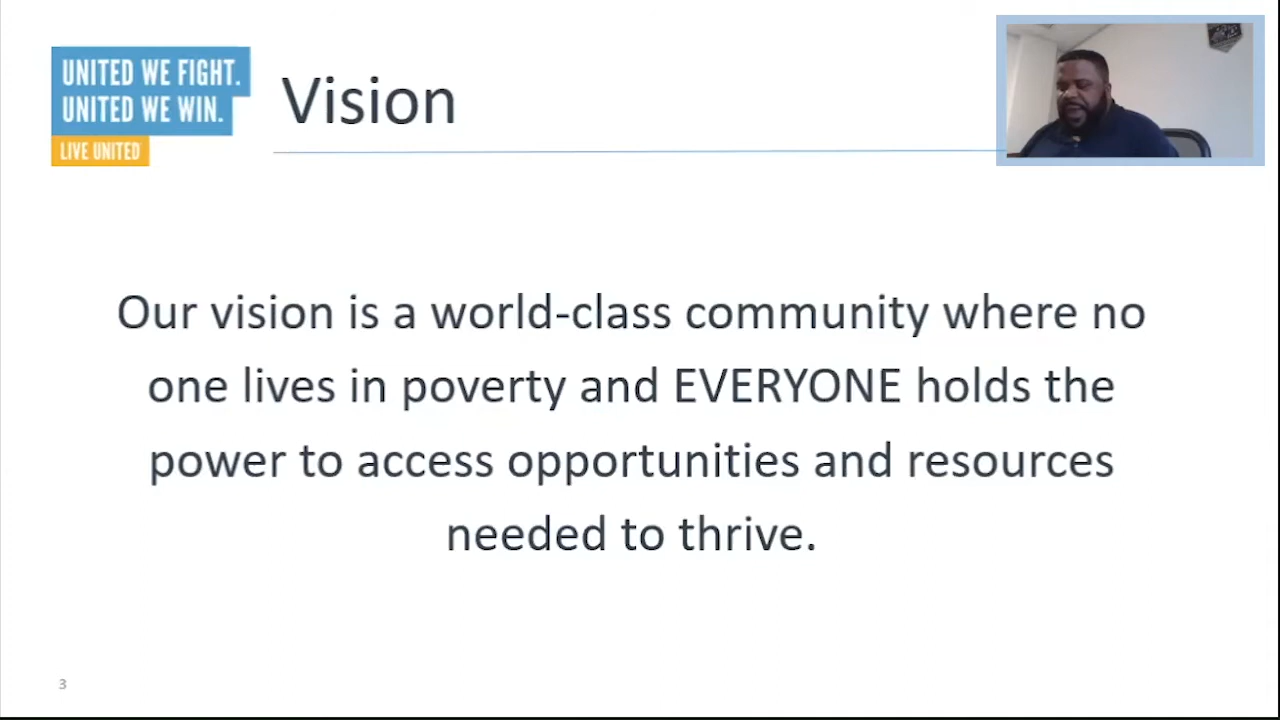 UNITED WE FIGHT.
UNITED WE WIN.
LIVE UNITED
Vision
Our vision is a world-class community where no
one lives in poverty and EVERYONE holds the
power to access opportunities and resources
needed to thrive.
3